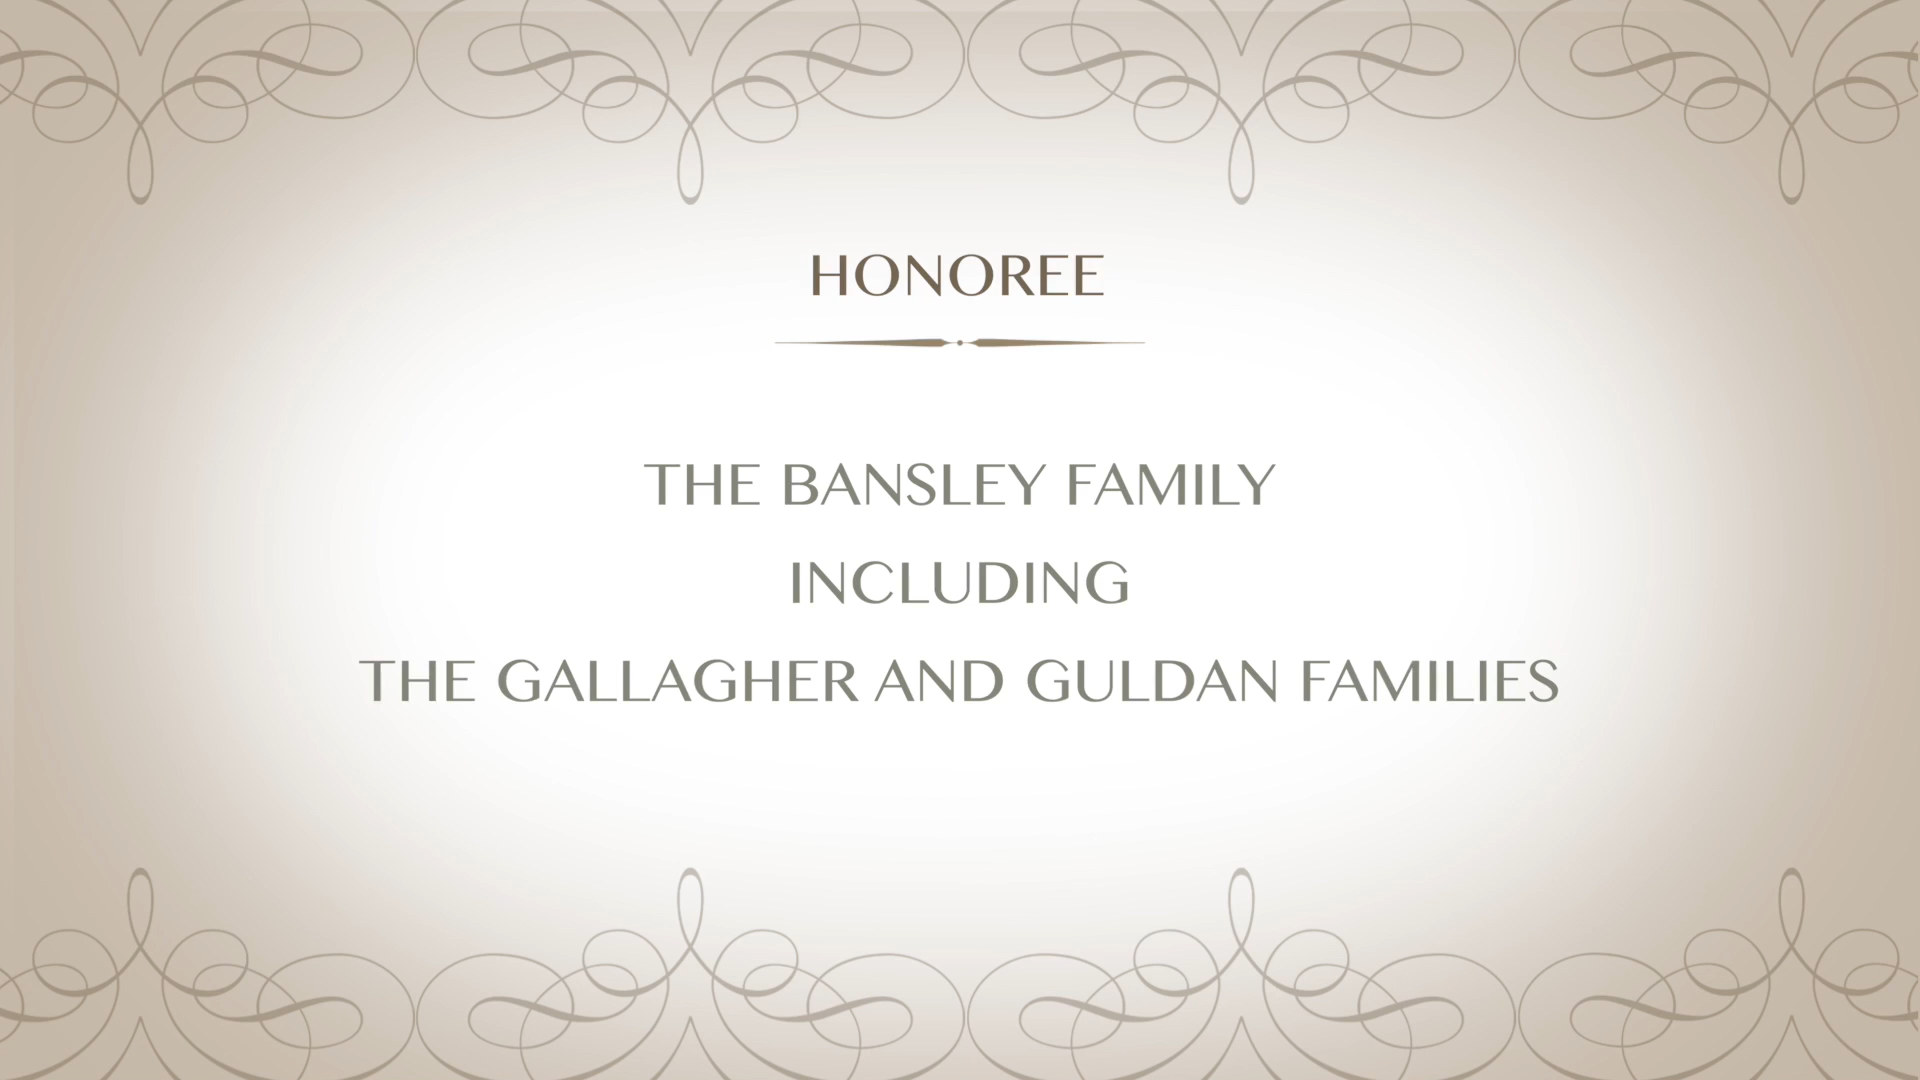 HONOREE
THE BANSLEY FAMILY
INCLUDING
THE GALLAGHER AND GULDAN FAMILIES